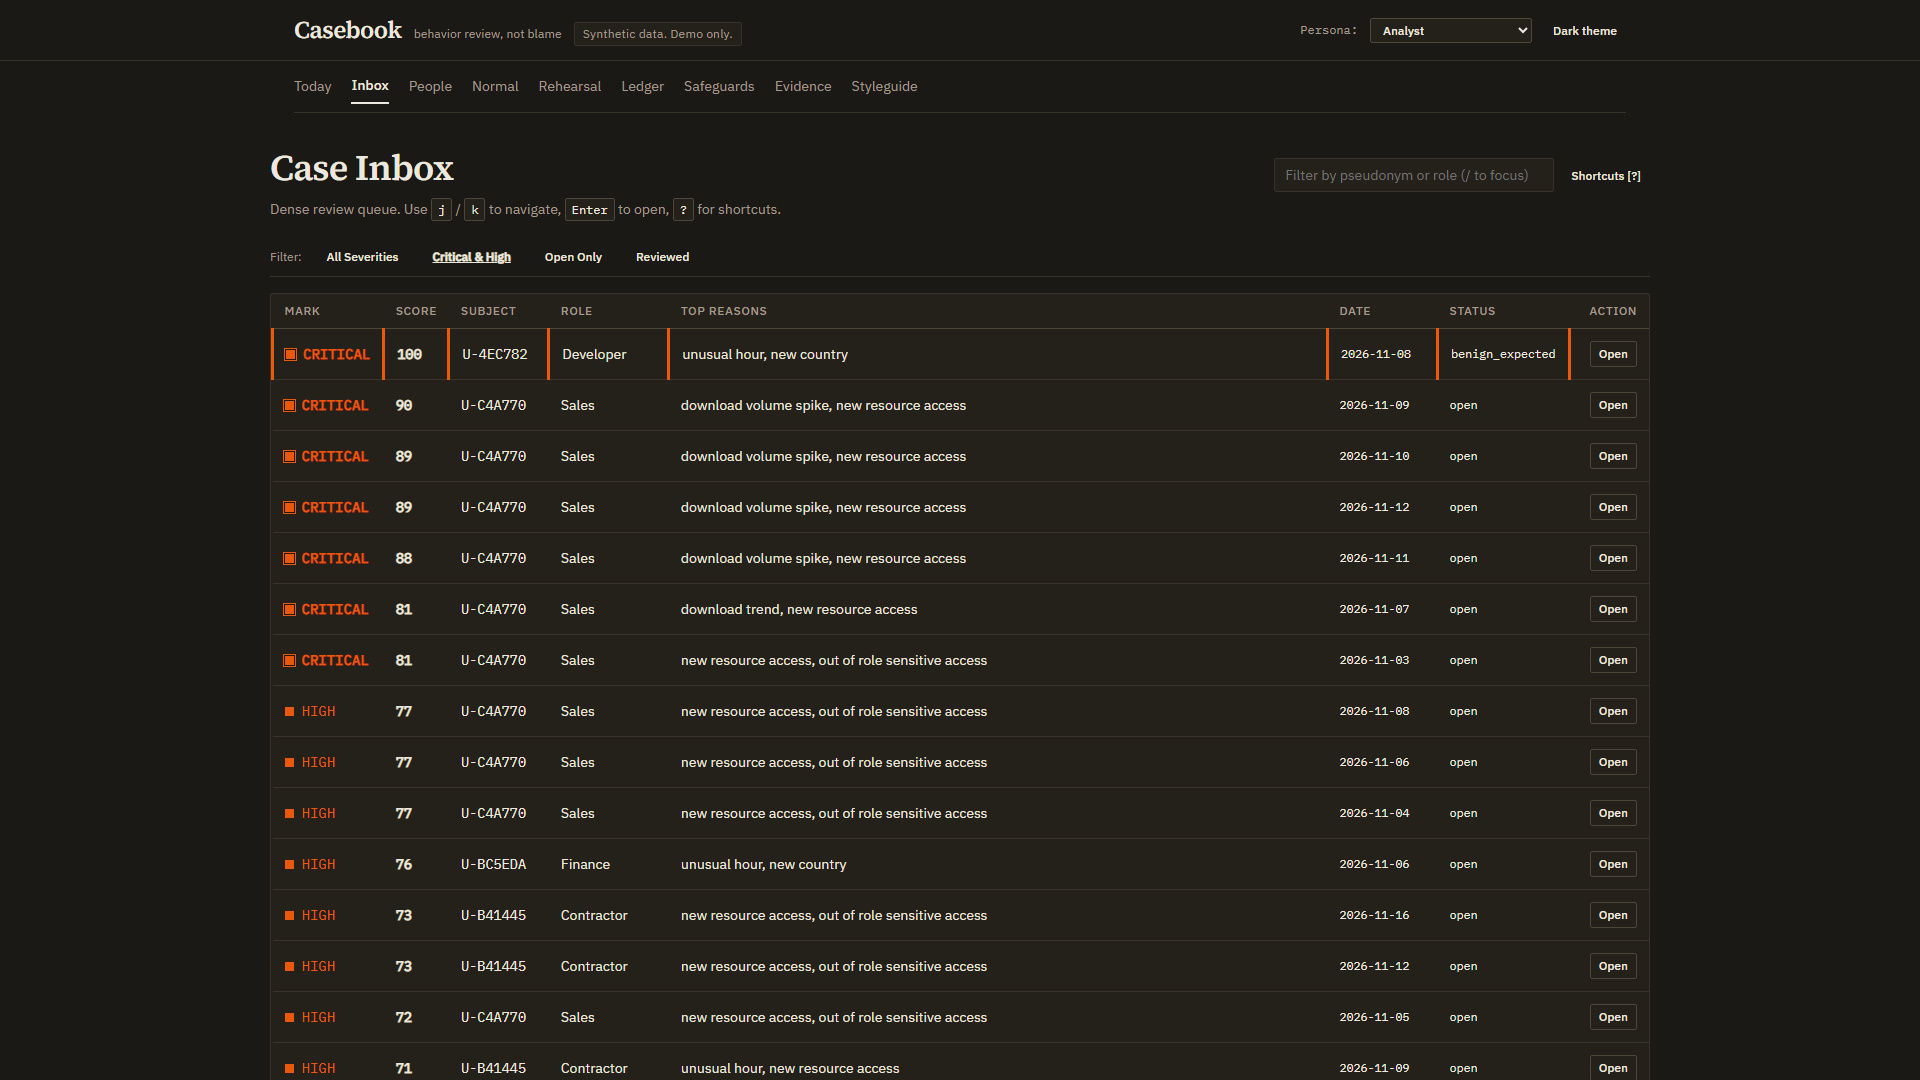 Casebook behavior review, not blame Synthetic data. Demo only. Persona: Analyst Dark theme
Today Inbox People Normal Rehearsal Ledger Safeguards Evidence Styleguide
Case Inbox
Filter by pseudonym or role (/ to focus) Shortcuts [?]
Dense review queue. Use j / k to navigate, Enter to open, ? for shortcuts.
Filter: All Severities Critical & High Open Only Reviewed
MARK SCORE SUBJECT ROLE TOP REASONS DATE STATUS ACTION
CRITICAL 100 U-4EC782 Developer unusual hour, new country 2026-11-08 benign_expected Open
CRITICAL 90 U-C4A770 Sales download volume spike, new resource access 2026-11-09 open Open
CRITICAL 89 U-C4A770 Sales download volume spike, new resource access 2026-11-10 open Open
CRITICAL 89 U-C4A770 Sales download volume spike, new resource access 2026-11-12 open Open
CRITICAL 88 U-C4A770 Sales download volume spike, new resource access 2026-11-11 open Open
CRITICAL 81 U-C4A770 Sales download trend, new resource access 2026-11-07 open Open
CRITICAL 81 U-C4A770 Sales new resource access, out of role sensitive access 2026-11-03 open Open
HIGH 77 U-C4A770 Sales new resource access, out of role sensitive access 2026-11-08 open Open
HIGH 77 U-C4A770 Sales new resource access, out of role sensitive access 2026-11-06 open Open
HIGH 77 U-C4A770 Sales new resource access, out of role sensitive access 2026-11-04 open Open
HIGH 76 U-BC5EDA Finance unusual hour, new country 2026-11-06 open Open
HIGH 73 U-B41445 Contractor new resource access, out of role sensitive access 2026-11-16 open Open
HIGH 73 U-B41445 Contractor new resource access, out of role sensitive access 2026-11-12 open Open
HIGH 72 U-C4A770 Sales new resource access, out of role sensitive access 2026-11-05 open Open
HIGH 71 U-B41445 Contractor unusual hour, new resource access 2026-11-09 open Open